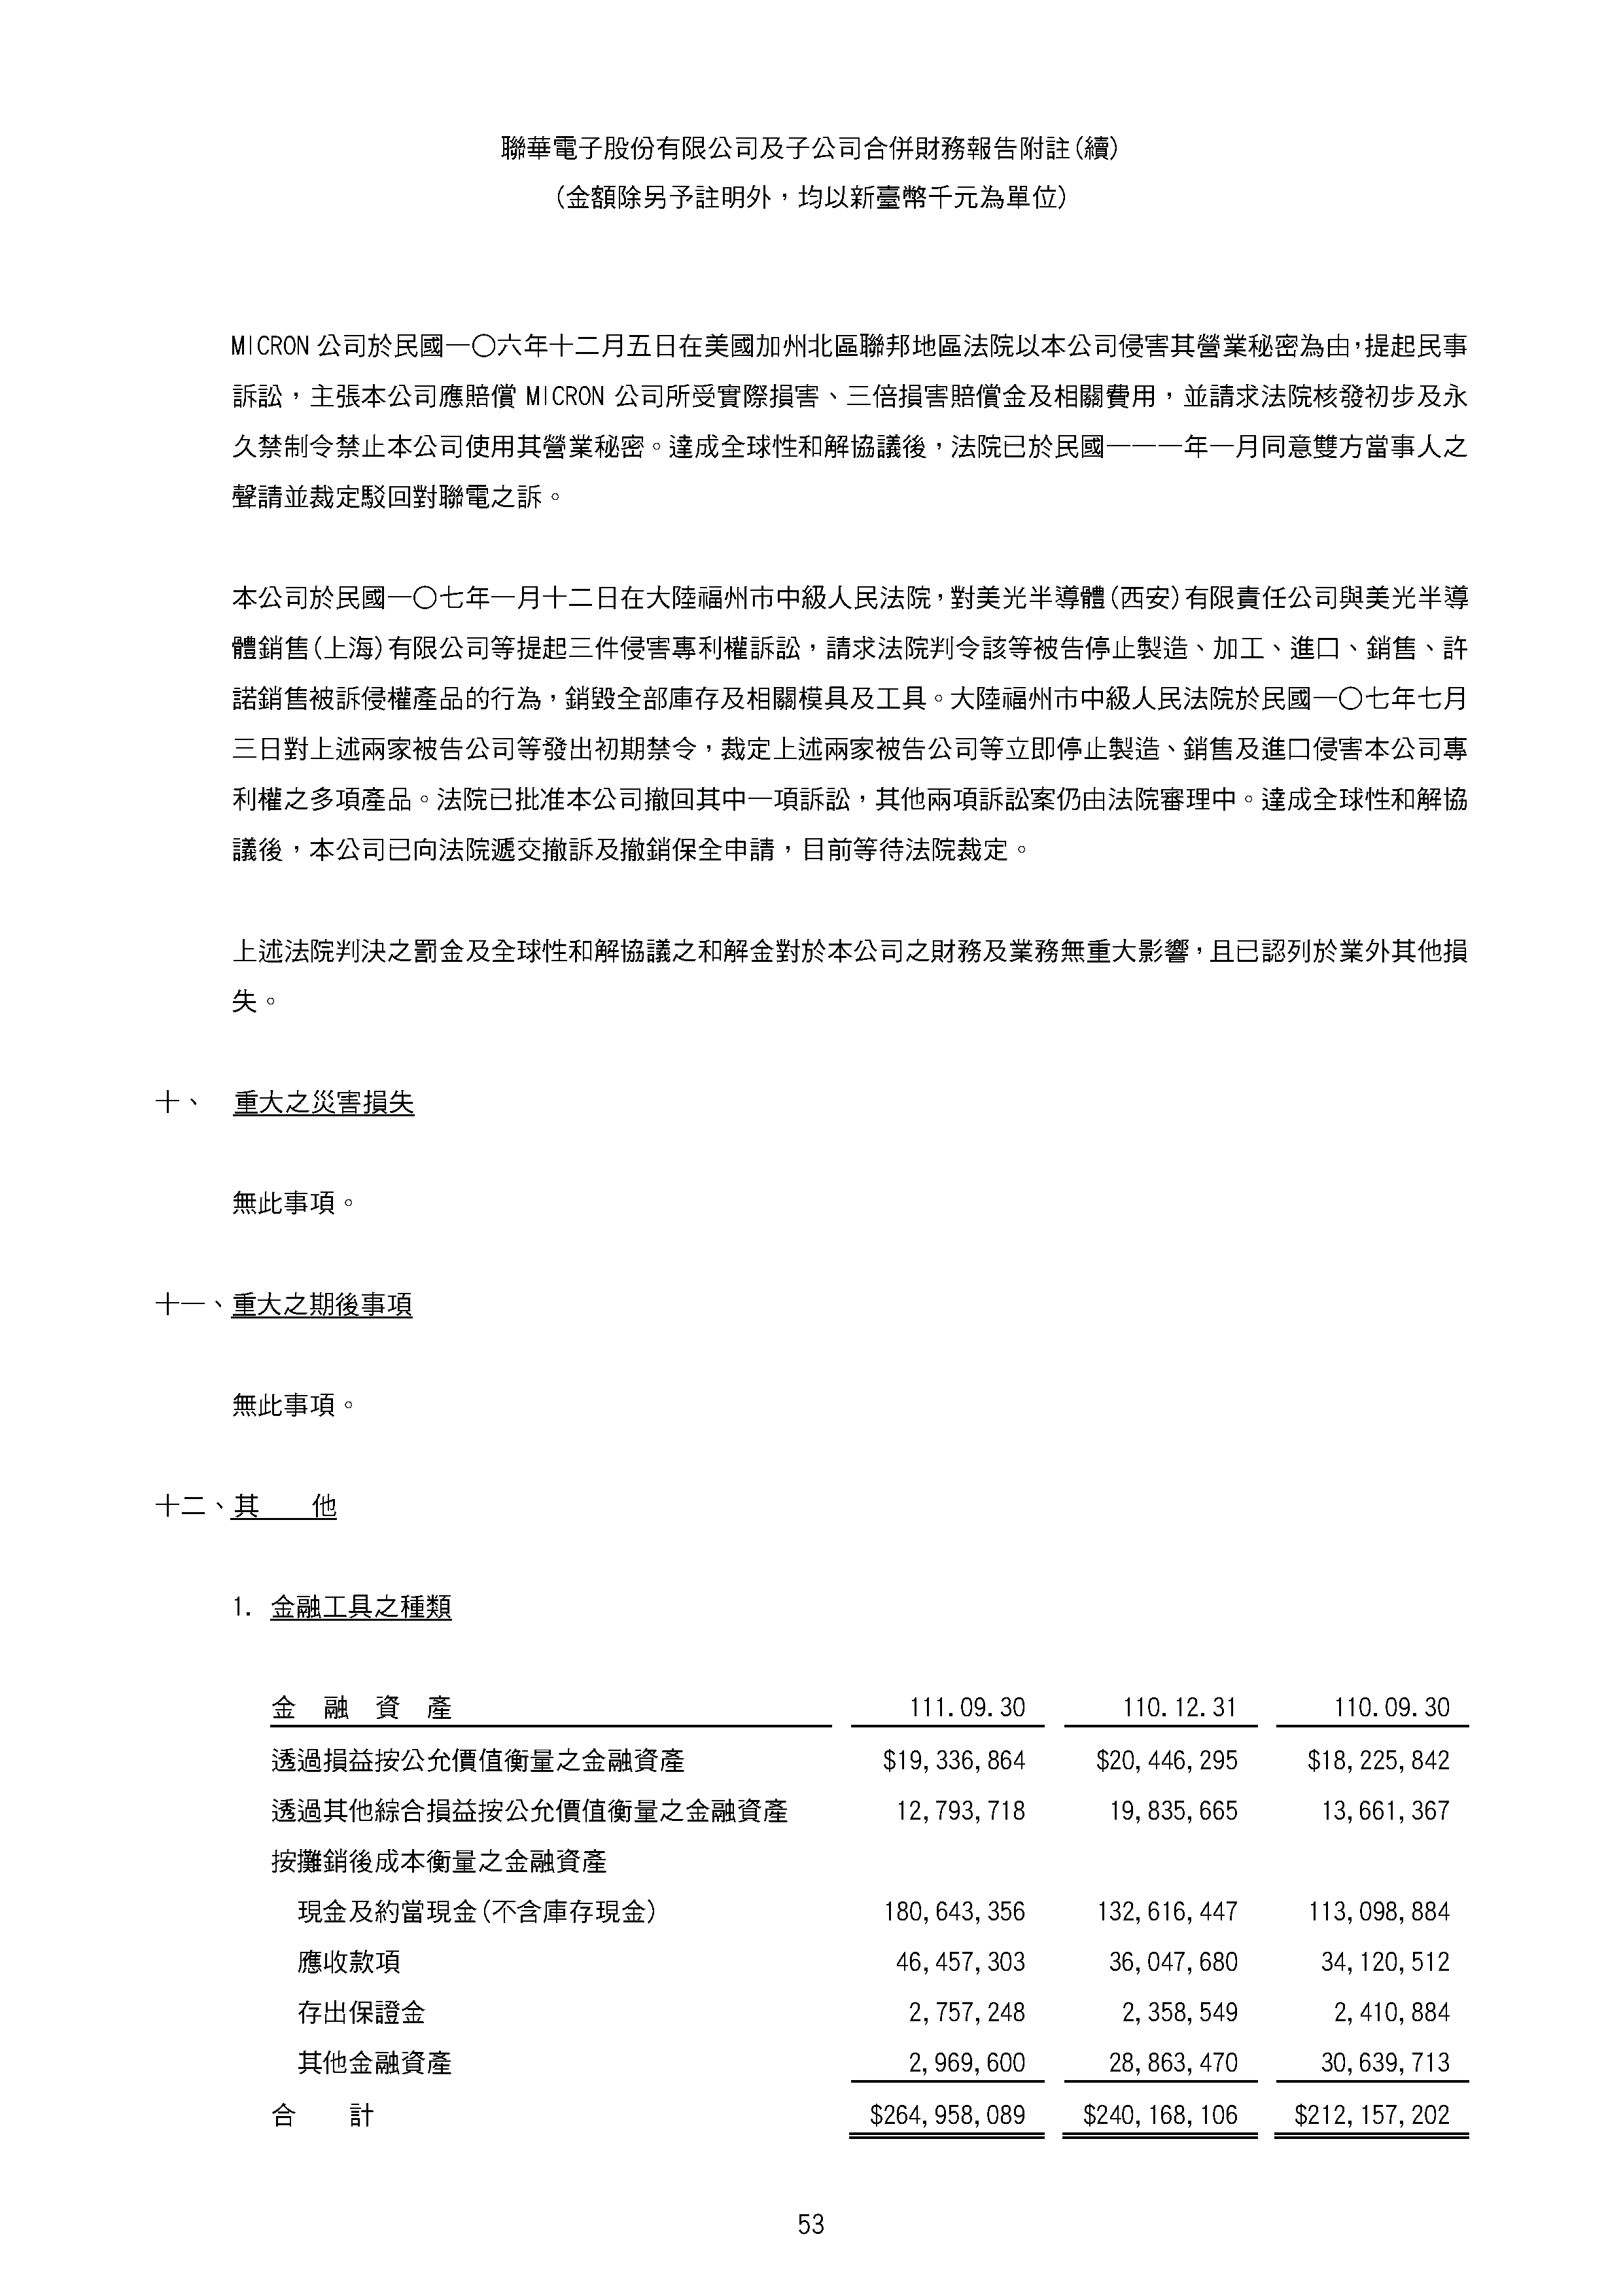 聯華電子股份有限公司及子公司合併財務報告附註(續)
(金額除另予註明外，均以新臺幣千元為單位)
MICRON 公司於民國一〇六年十二月五日在美國加州北區聯邦地區法院以本公司侵害其營業秘密為由，提起民事
訴訟，主張本公司應賠償 MICRON 公司所受實際損害、三倍損害賠償金及相關費用，並請求法院核發初步及永
久禁制令禁止本公司使用其營業秘密。達成全球性和解協議後，法院已於民國一一一年一月同意雙方當事人之
聲請並裁定駁回對聯電之訴。
本公司於民國一〇七年一月十二日在大陸福州市中級人民法院，對美光半導體(西安)有限責任公司與美光半導
體銷售(上海)有限公司等提起三件侵害專利權訴訟，請求法院判令該等被告停止製造、加工、進口、銷售、許
諾銷售被訴侵權產品的行為，銷毀全部庫存及相關模具及工具。大陸福州市中級人民法院於民國一〇七年七月
三日對上述兩家被告公司等發出初期禁令，裁定上述兩家被告公司等立即停止製造、銷售及進口侵害本公司專
利權之多項產品。法院已批准本公司撤回其中一項訴訟，其他兩項訴訟案仍由法院審理中。達成全球性和解協
議後，本公司已向法院遞交撤訴及撤銷保全申請，目前等待法院裁定。
上述法院判決之罰金及全球性和解協議之和解金對於本公司之財務及業務無重大影響，且已認列於業外其他損
失。
十、 重大之災害損失
無此事項。
十一、重大之期後事項
無此事項。
十二、其　　他
1. 金融工具之種類
金　融　資　產 111.09.30 110.12.31 110.09.30
透過損益按公允價值衡量之金融資產 $19,336,864 $20,446,295 $18,225,842
透過其他綜合損益按公允價值衡量之金融資產 12,793,718 19,835,665 13,661,367
按攤銷後成本衡量之金融資產
現金及約當現金(不含庫存現金) 180,643,356 132,616,447 113,098,884
應收款項 46,457,303 36,047,680 34,120,512
存出保證金 2,757,248 2,358,549 2,410,884
其他金融資產 2,969,600 28,863,470 30,639,713
合　　計 $264,958,089 $240,168,106 $212,157,202
53